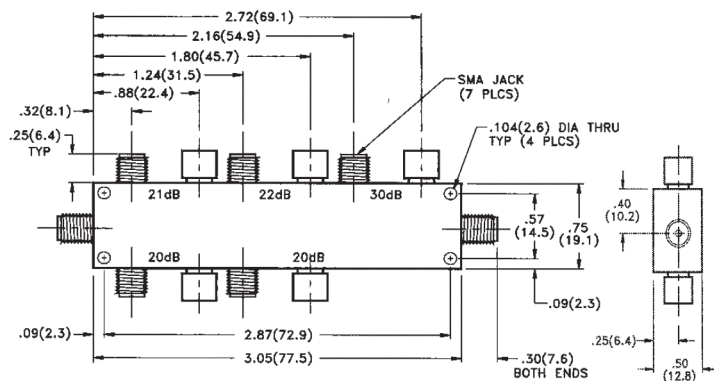 2.72(69.1)
2.16(54.9)
1.80(45.7)
1.24(31.5)
.88(22.4)
.32(8.1)
.25(6.4)
TYP
SMA JACK
(7 PLCS)
.104(2.6) DIA THRU
TYP (4 PLCS)
21dB
22dB
30dB
.57
(14.5)
.75
(19.1)
.40
(10.2)
20dB
20dB
.09(2.3)
.09(2.3)
2.87(72.9)
3.05(77.5)
.30(7.6)
BOTH ENDS
.25(6.4)
.50
(12.8)